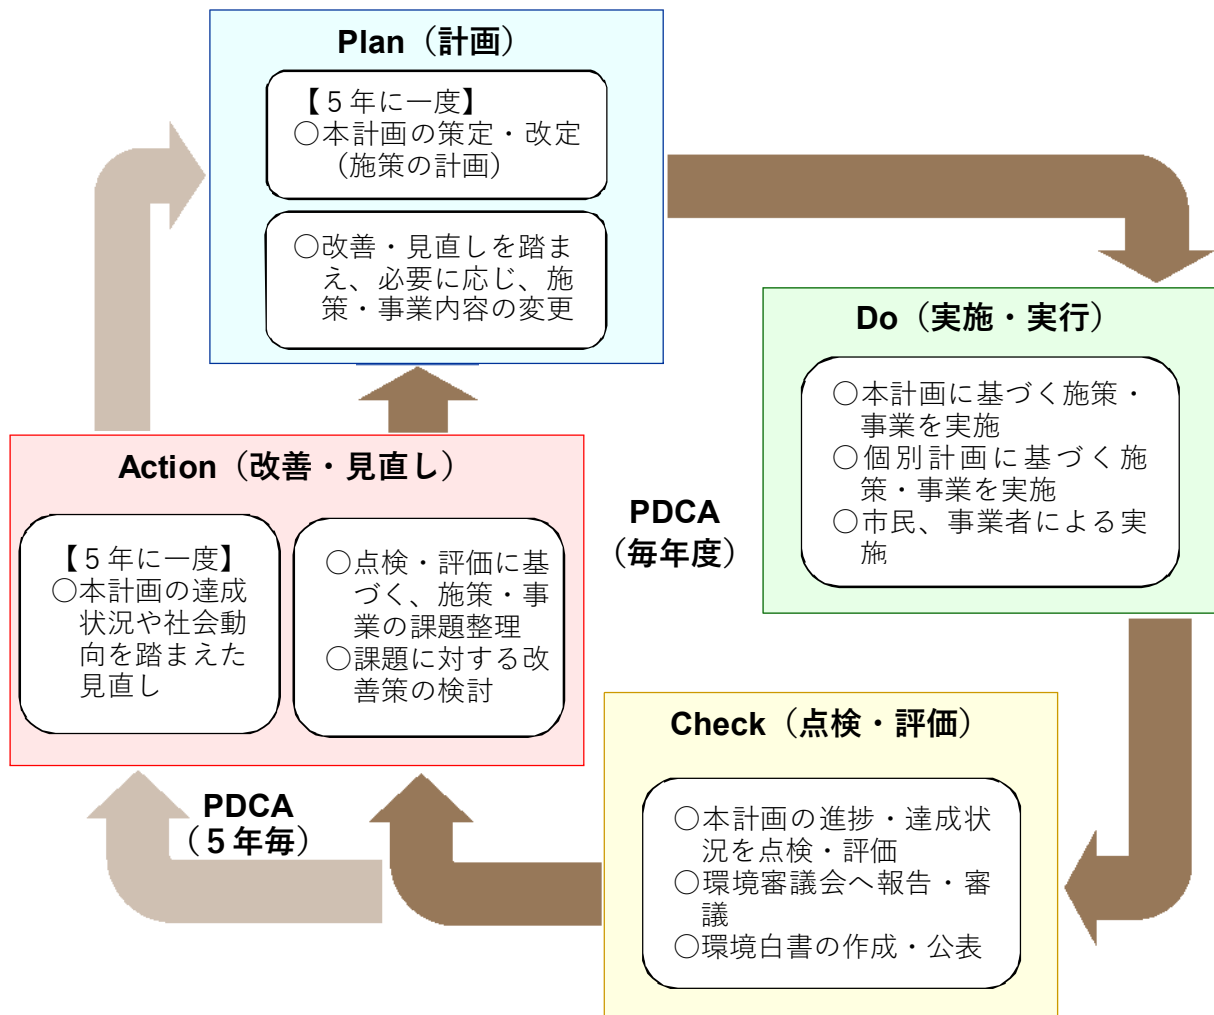 Plan（計画）
【５年に一度】
○本計画の策定・改定
（施策の計画）
○改善・見直しを踏ま
え、必要に応じ、施
策・事業内容の変更
Do（実施・実行）
○本計画に基づく施策・
事業を実施
○個別計画に基づく施
策・事業を実施
○市民、事業者による実
施
PDCA
（毎年度）
Action（改善・見直し）
【５年に一度】
○本計画の達成
状況や社会動
向を踏まえた
見直し
○点検・評価に基
づく、施策・事
業の課題整理
○課題に対する改
善策の検討
Check（点検・評価）
○本計画の進捗・達成状
況を点検・評価
○環境審議会へ報告・審
議
○環境白書の作成・公表
PDCA
（５年毎）